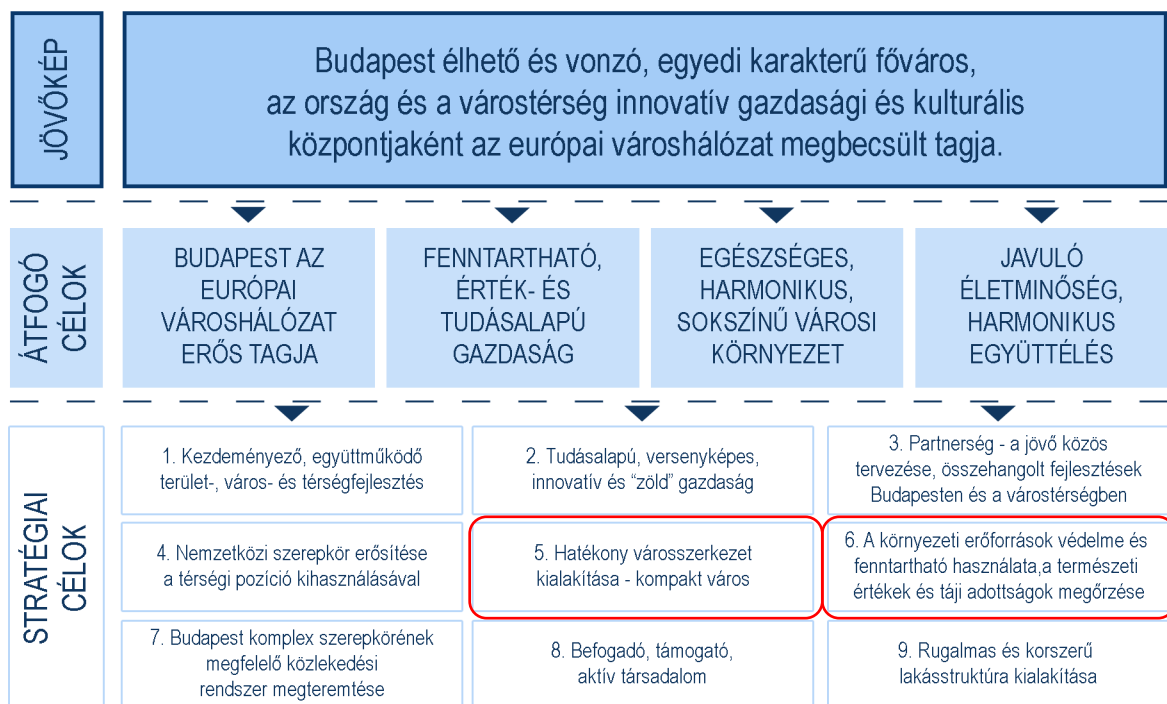 JÖVŐKÉP
Budapest élhető és vonzó, egyedi karakterű főváros,
az ország és a várostérség innovatív gazdasági és kulturális
központjaként az európai városhálózat megbecsült tagja.
ÁTFOGÓ
CÉLOK
BUDAPEST AZ
EURÓPAI
VÁROSHÁLÓZAT
ERŐS TAGJA
FENNTARTHATÓ,
ÉRTÉK- ÉS
TUDÁSALAPÚ
GAZDASÁG
EGÉSZSÉGES,
HARMONIKUS,
SOKSZÍNŰ VÁROSI
KÖRNYEZET
JAVULÓ
ÉLETMINŐSÉG,
HARMONIKUS
EGYÜTTÉLÉS
STRATÉGIAI
CÉLOK
1. Kezdeményező, együttműködő
terület-, város- és térségfejlesztés
2. Tudásalapú, versenyképes,
innovatív és “zöld” gazdaság
3. Partnerség - a jövő közös
tervezése, összehangolt fejlesztések
Budapesten és a várostérségben
4. Nemzetközi szerepkör erősítése
a térségi pozíció kihasználásával
5. Hatékony városszerkezet
kialakítása - kompakt város
6. A környezeti erőforrások védelme és
fenntartható használata,a természeti
értékek és táji adottságok megőrzése
7. Budapest komplex szerepkörének
megfelelő közlekedési
rendszer megteremtése
8. Befogadó, támogató,
aktív társadalom
9. Rugalmas és korszerű
lakásstruktúra kialakítása